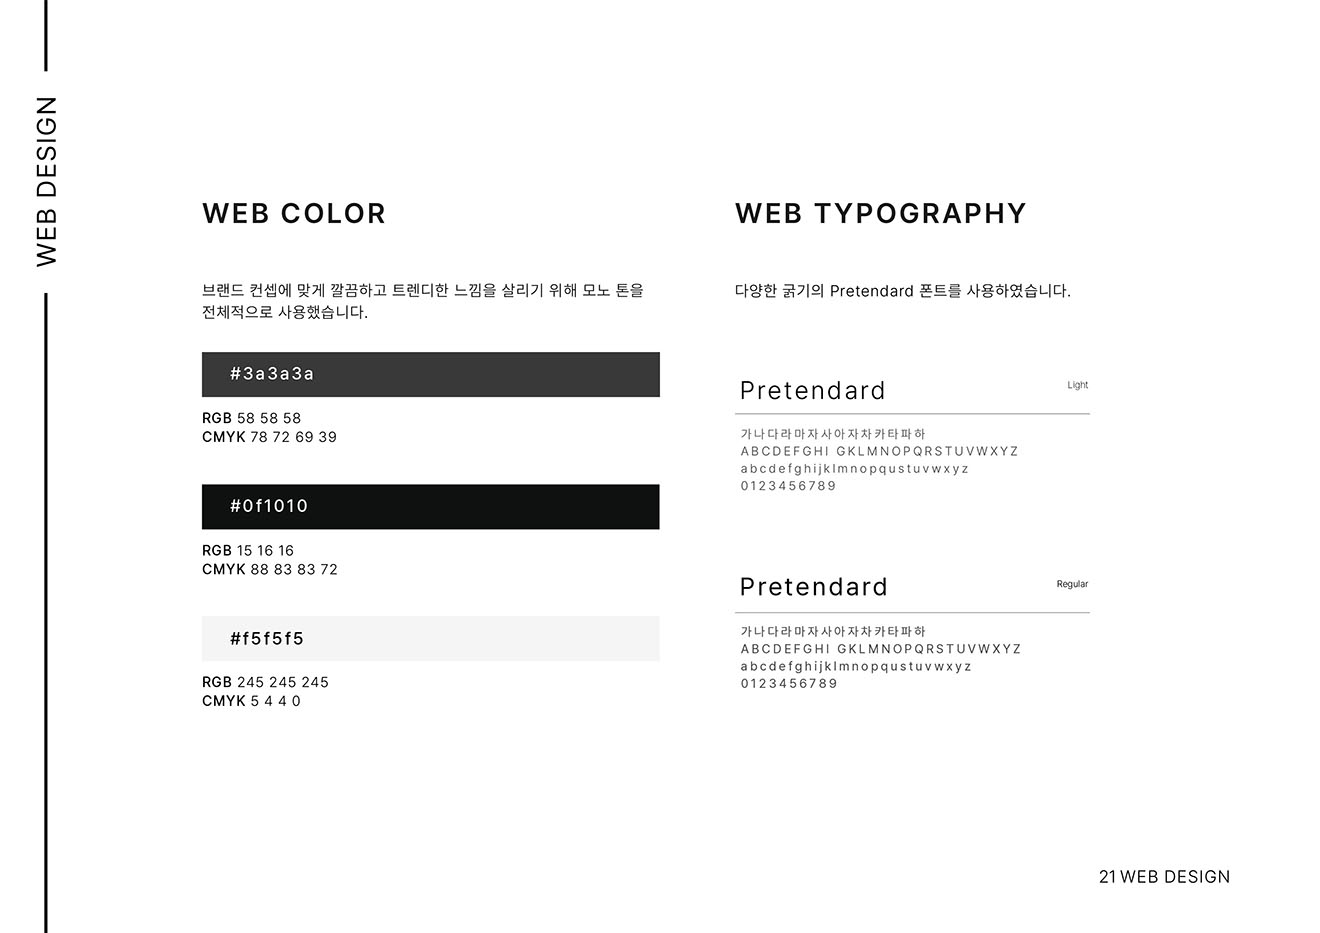 WEB DESIGN
WEB COLOR
브랜드 컨셉에 맞게 깔끔하고 트렌디한 느낌을 살리기 위해 모노 톤을
전체적으로 사용했습니다.
#3a3a3a
RGB 58 58 58
CMYK 78 72 69 39
#0f1010
RGB 15 16 16
CMYK 88 83 83 72
#f5f5f5
RGB 245 245 245
CMYK 5 4 4 0
WEB TYPOGRAPHY
다양한 굵기의 Pretendard 폰트를 사용하였습니다.
Pretendard Light
가나다라마자사아자차카타파하
ABCDEFGHI GKLMNOPQRSTUVWXYZ
abcdefghijklmnopqustuvwxyz
0123456789
Pretendard Regular
가나다라마자사아자차카타파하
ABCDEFGHI GKLMNOPQRSTUVWXYZ
abcdefghijklmnopqustuvwxyz
0123456789
21 WEB DESIGN